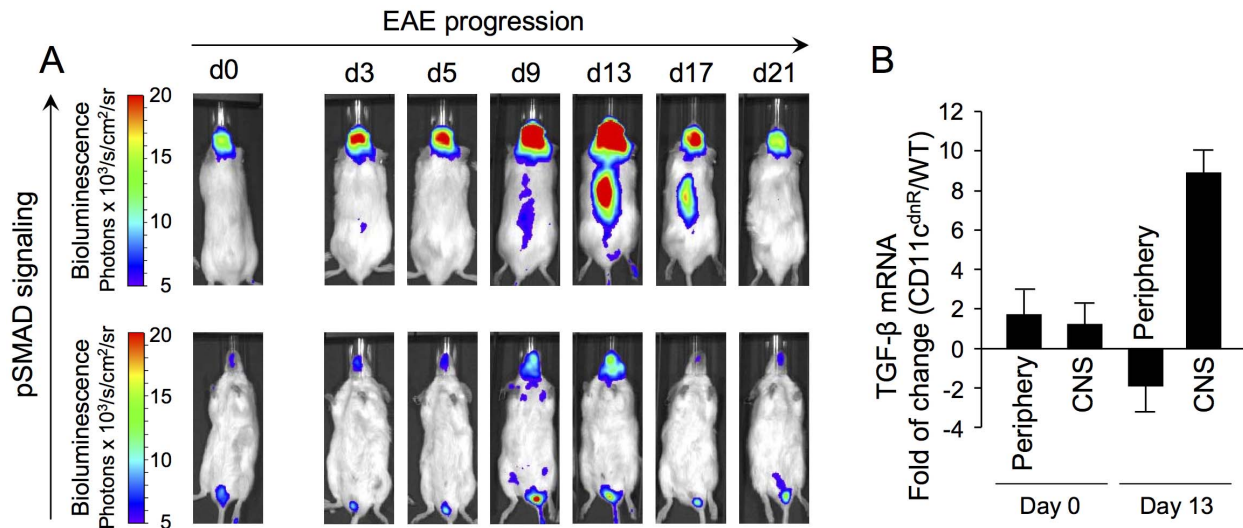 EAE progression
A
d0 d3 d5 d9 d13 d17 d21
pSMAD signaling
Bioluminescence
Photons x 10³/s/cm²/sr
20
15
10
5
Bioluminescence
Photons x 10³/s/cm²/sr
20
15
10
5
B
TGF-β mRNA
Fold of change (CD11cᵈⁿᴿ/WT)
12
10
8
6
4
2
0
-2
-4
Periphery
CNS
Periphery
CNS
Day 0 Day 13